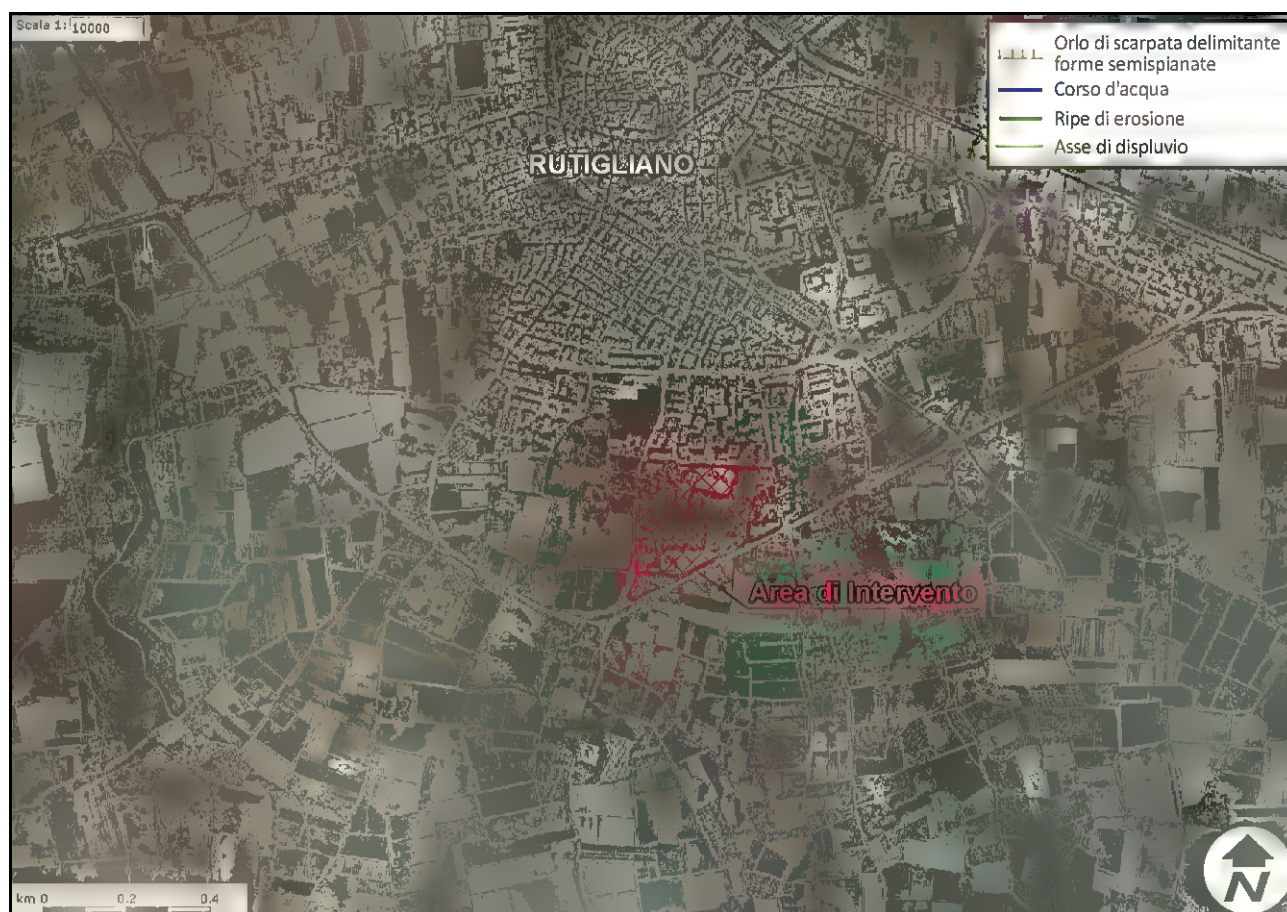 Scala 1: 10000
Orlo di scarpata delimitante
forme semispianate
Corso d'acqua
Ripe di erosione
Asse di displuvio
RUTIGLIANO
Area di Intervento
km 0 0.2 0.4
N